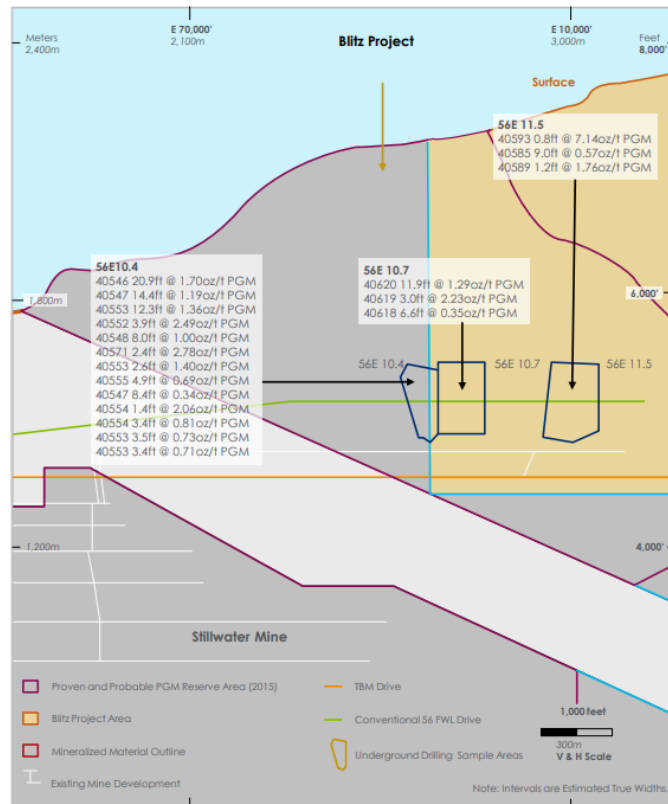 Meters
2,400m
E 70,000'
2,100m
Blitz Project
E 10,000'
3,000m
Feet
8,000'
Surface
56E 11.5
40593 0.8ft @ 7.14oz/t PGM
40585 9.0ft @ 0.57oz/t PGM
40589 1.2ft @ 1.76oz/t PGM
56E10.4
40546 20.9ft @ 1.70oz/t PGM
40547 14.4ft @ 1.19oz/t PGM
40553 12.3ft @ 1.36oz/t PGM
40552 3.9ft @ 2.49oz/t PGM
40548 8.0ft @ 1.00oz/t PGM
40571 2.4ft @ 2.78oz/t PGM
40553 2.6ft @ 1.40oz/t PGM
40555 4.9ft @ 0.69oz/t PGM
40547 8.4ft @ 0.34oz/t PGM
40554 1.4ft @ 2.06oz/t PGM
40554 3.4ft @ 0.81oz/t PGM
40553 3.5ft @ 0.73oz/t PGM
40553 3.4ft @ 0.71oz/t PGM
56E 10.7
40620 11.9ft @ 1.29oz/t PGM
40619 3.0ft @ 2.23oz/t PGM
40618 6.6ft @ 0.35oz/t PGM
1,800m
6,000'
56E 10.4
56E 10.7
56E 11.5
1,200m
4,000'
Stillwater Mine
Proven and Probable PGM Reserve Area (2015)
Blitz Project Area
Mineralized Material Outline
Existing Mine Development
TBM Drive
Conventional 56 FWL Drive
Underground Drilling Sample Areas
1,000 feet
300m
V & H Scale
Note: Intervals are Estimated True Widths.